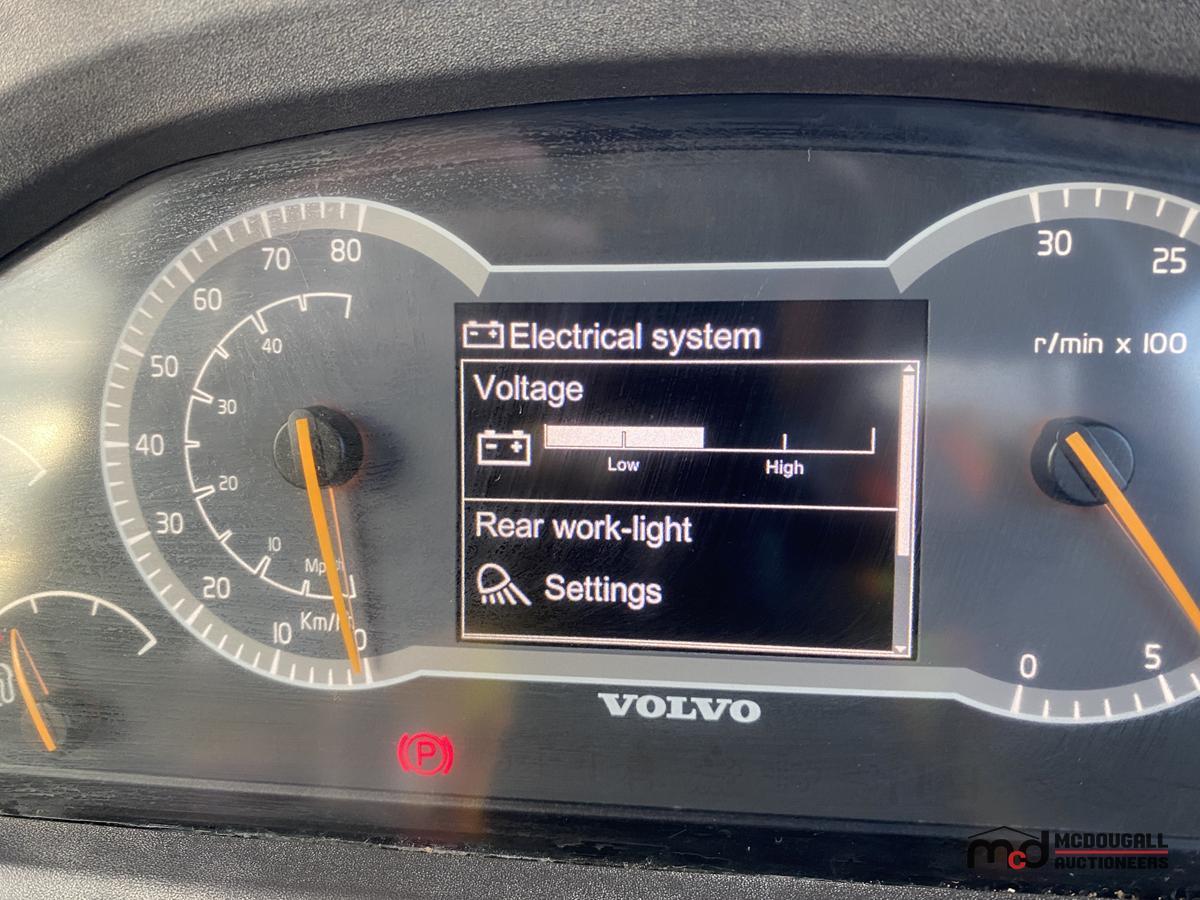 80
70
60
50
40
30
20
10
0
40
30
20
10
Km/h
Electrical system
Voltage
Low High
Rear work-light
Settings
30
25
r/min x 100
0
5
VOLVO
P
mcd MCDOUGALL
AUCTIONEERS